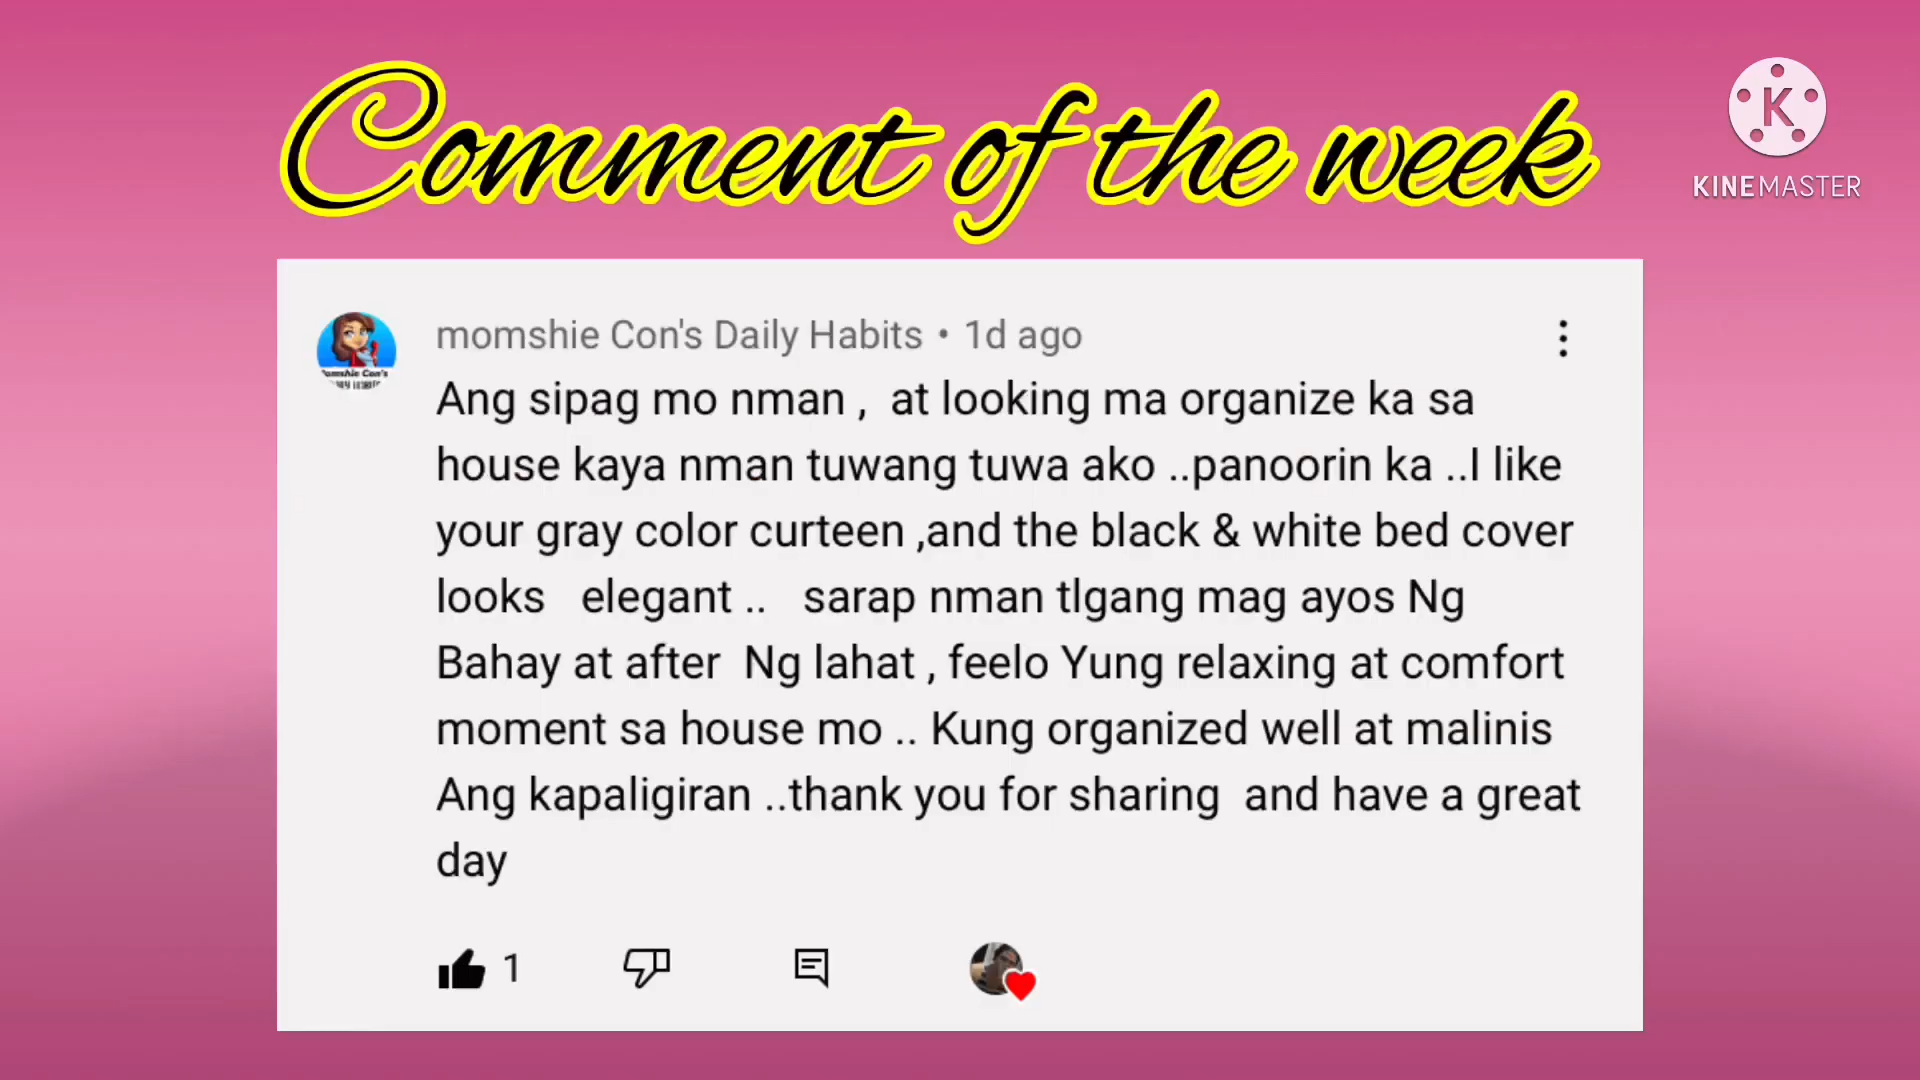 Comment of the week
K
KINEMASTER
momshie Con's Daily Habits • 1d ago
Ang sipag mo nman ,  at looking ma organize ka sa
house kaya nman tuwang tuwa ako ..panoorin ka ..I like
your gray color curteen ,and the black & white bed cover
looks   elegant ..   sarap nman tlgang mag ayos Ng
Bahay at after  Ng lahat , feelo Yung relaxing at comfort
moment sa house mo .. Kung organized well at malinis
Ang kapaligiran ..thank you for sharing  and have a great
day
1